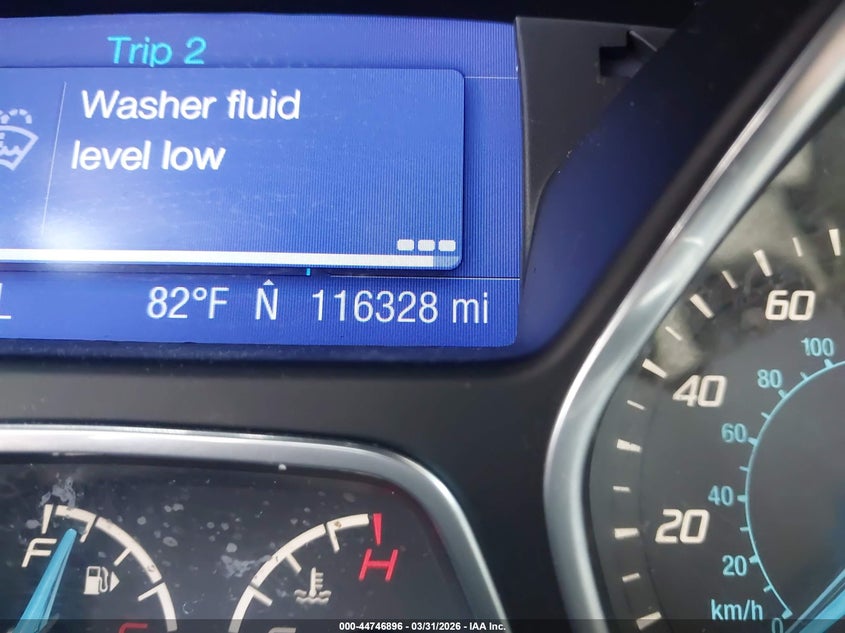 Trip 2
Washer fluid
level low
L 82°F N 116328 mi
60
100
80
40
60
40
20
20
km/h
0
F
H
000-44746896 - 03/31/2026 - IAA Inc.